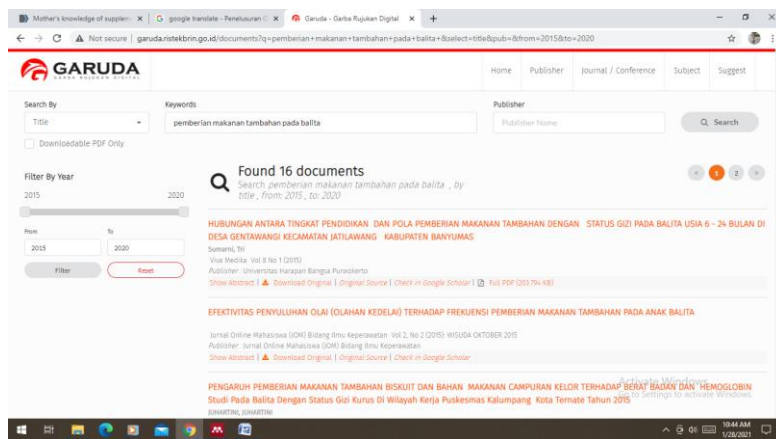 Mother's knowledge of supplem
google translate - Penelusuran G
Garuda - Garba Rujukan Digital
Not secure | garuda.ristekbrin.go.id/documents?q=pemberian+makanan+tambahan+pada+balita+&select=title&pub=&from=2015&to=2020
GARUDA
GARBA RUJUKAN DIGITAL
Home Publisher Journal / Conference Subject Suggest
Search By Keywords Publisher
Title pemberian makanan tambahan pada balita Publisher Name Search
Downloadable PDF Only
Filter By Year
2015 2020
From To
2015 2020
Filter Reset
Found 16 documents
Search pemberian makanan tambahan pada balita , by
title , from: 2015 , to: 2020
1 2
HUBUNGAN ANTARA TINGKAT PENDIDIKAN DAN POLA PEMBERIAN MAKANAN TAMBAHAN DENGAN STATUS GIZI PADA BALITA USIA 6 – 24 BULAN DI
DESA GENTAWANGI KECAMATAN JATILAWANG KABUPATEN BANYUMAS
Sumarni, Tri
Viva Medika Vol 8 No 1 (2015)
Publisher : Universitas Harapan Bangsa Purwokerto
Show Abstract | Download Original | Original Source | Check in Google Scholar | Full PDF (203.794 KB)
EFEKTIVITAS PENYULUHAN OLAI (OLAHAN KEDELAI) TERHADAP FREKUENSI PEMBERIAN MAKANAN TAMBAHAN PADA ANAK BALITA
Jurnal Online Mahasiswa (JOM) Bidang Ilmu Keperawatan Vol 2, No 2 (2015): WISUDA OKTOBER 2015
Publisher : Jurnal Online Mahasiswa (JOM) Bidang Ilmu Keperawatan
Show Abstract | Download Original | Original Source | Check in Google Scholar
PENGARUH PEMBERIAN MAKANAN TAMBAHAN BISKUIT DAN BAHAN MAKANAN CAMPURAN KELOR TERHADAP BERAT BADAN DAN HEMOGLOBIN
Studi Pada Balita Dengan Status Gizi Kurus Di Wilayah Kerja Puskesmas Kalumpang Kota Ternate Tahun 2015
JUHARTINI, JUHARTINI
Activate Windows
Go to Settings to activate Windows.
10:44 AM
1/28/2021